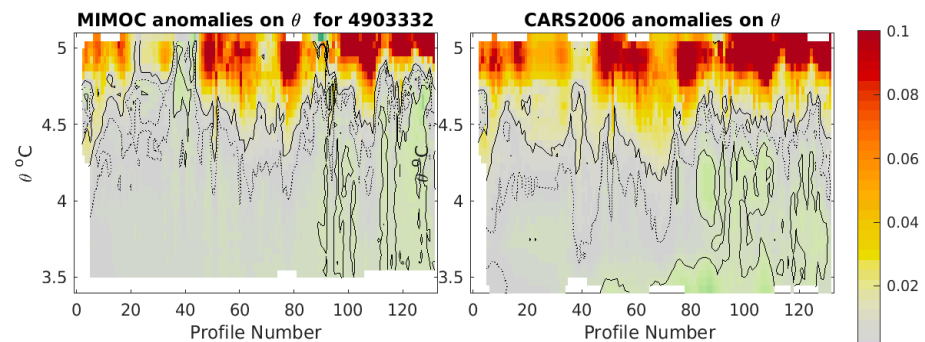 MIMOC anomalies on θ for 4903332
CARS2006 anomalies on θ
5
4.5
4
3.5
θ °C
0 20 40 60 80 100 120
Profile Number
5
4.5
4
3.5
θ °C
0 20 40 60 80 100 120
Profile Number
0.1
0.08
0.06
0.04
0.02